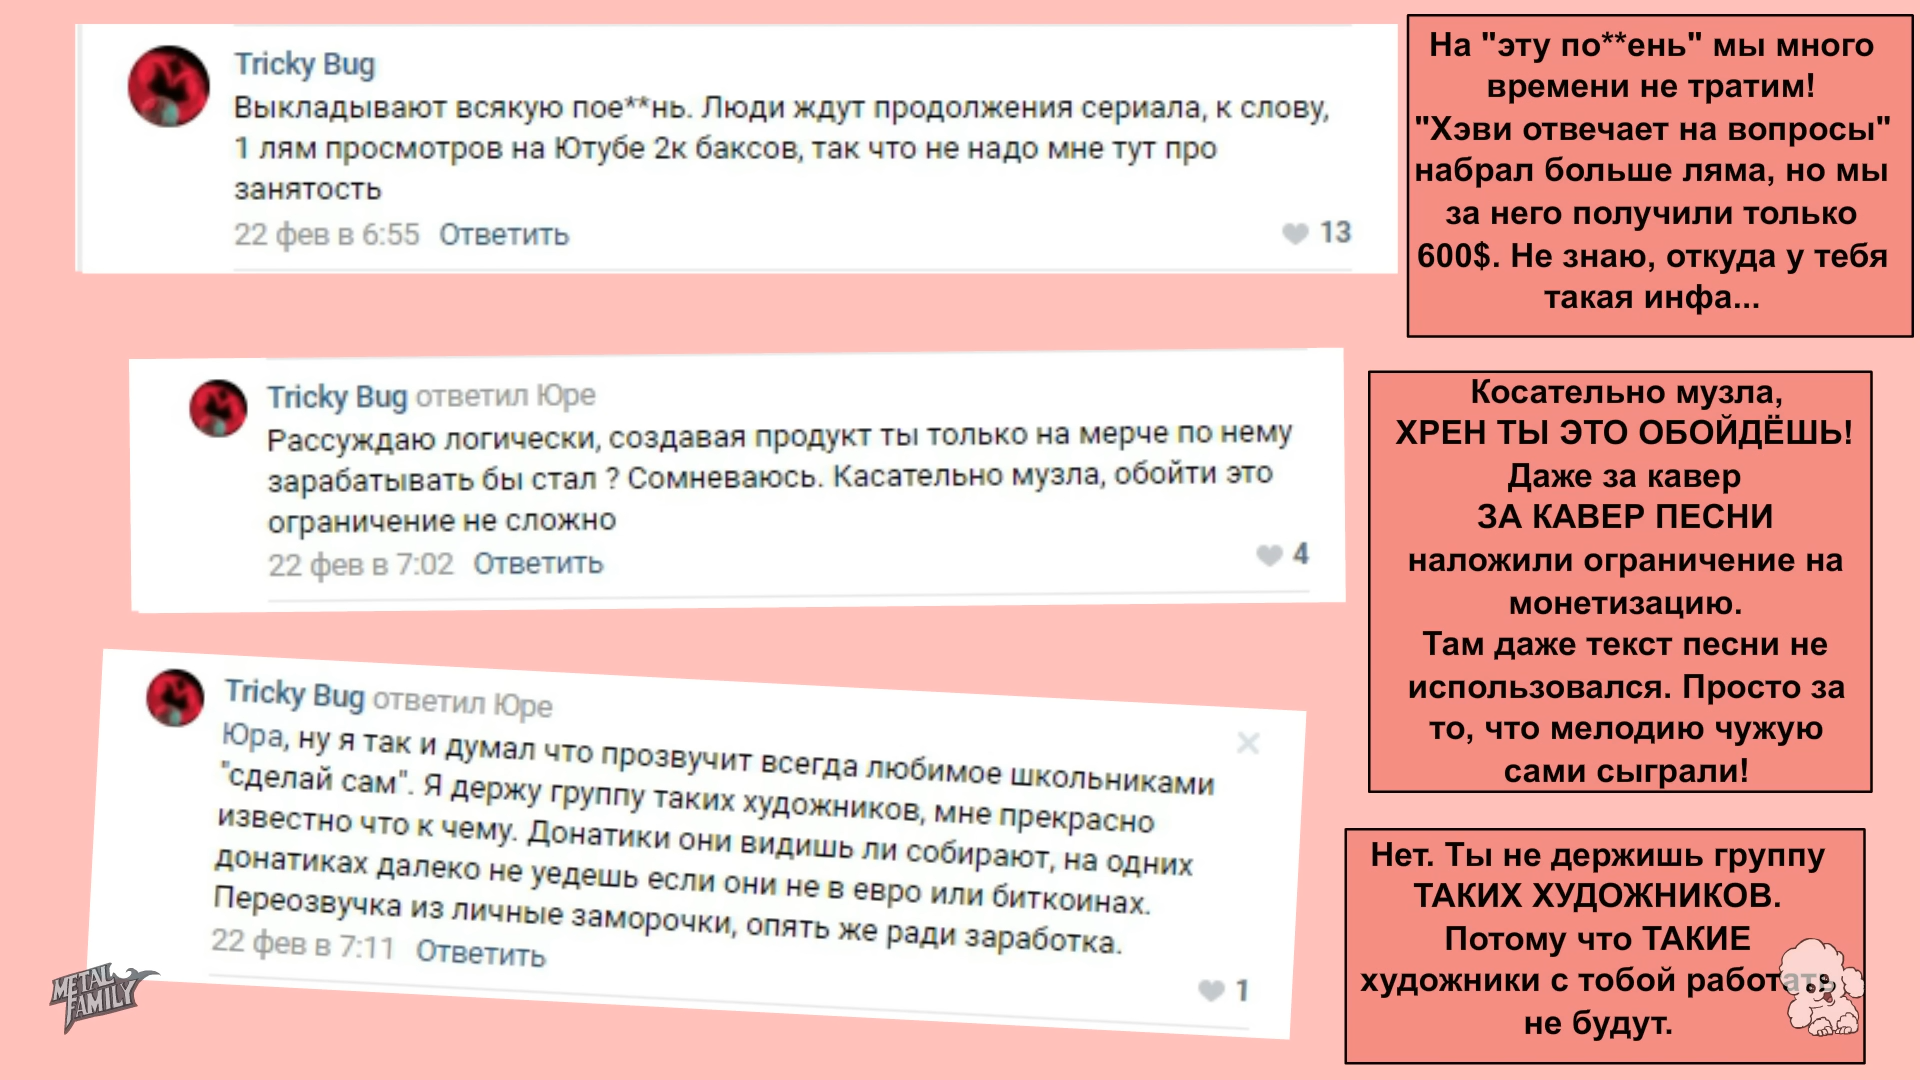 Tricky Bug
Выкладывают всякую пое**нь. Люди ждут продолжения сериала, к слову,
1 лям просмотров на Ютубе 2к баксов, так что не надо мне тут про
занятость
22 фев в 6:55 Ответить
13
На "эту по**ень" мы много
времени не тратим!
"Хэви отвечает на вопросы"
набрал больше ляма, но мы
за него получили только
600$. Не знаю, откуда у тебя
такая инфа...
Tricky Bug ответил Юре
Рассуждаю логически, создавая продукт ты только на мерче по нему
зарабатывать бы стал ? Сомневаюсь. Касательно музла, обойти это
ограничение не сложно
22 фев в 7:02 Ответить
4
Косательно музла,
ХРЕН ТЫ ЭТО ОБОЙДЁШЬ!
Даже за кавер
ЗА КАВЕР ПЕСНИ
наложили ограничение на
монетизацию.
Там даже текст песни не
использовался. Просто за
то, что мелодию чужую
сами сыграли!
Tricky Bug ответил Юре
Юра, ну я так и думал что прозвучит всегда любимое школьниками
"сделай сам". Я держу группу таких художников, мне прекрасно
известно что к чему. Донатики они видишь ли собирают, на одних
донатиках далеко не уедешь если они не в евро или биткоинах.
Переозвучка из личные заморочки, опять же ради заработка.
22 фев в 7:11 Ответить
1
Нет. Ты не держишь группу
ТАКИХ ХУДОЖНИКОВ.
Потому что ТАКИЕ
художники с тобой работать
не будут.
METAL
FAMILY